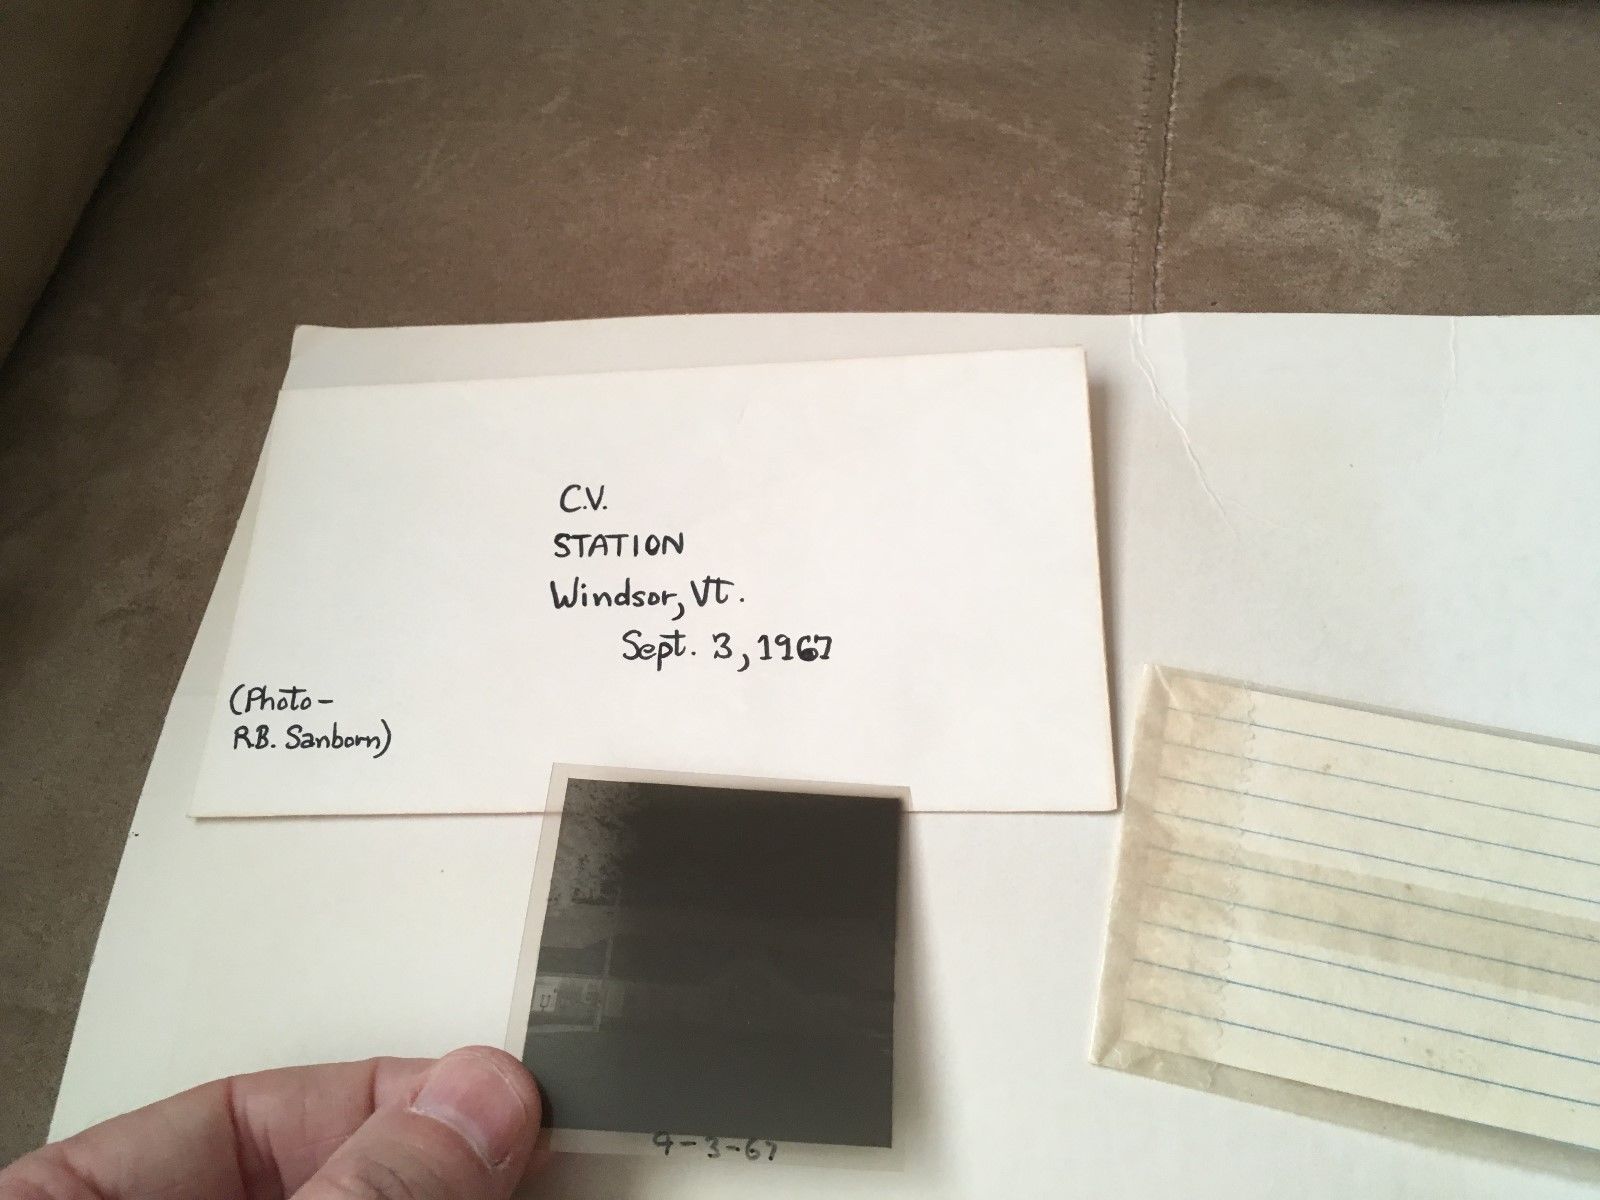 C.V.
STATION
Windsor, Vt.
Sept. 3, 1967
(Photo-
R.B. Sanborn)
9-3-67